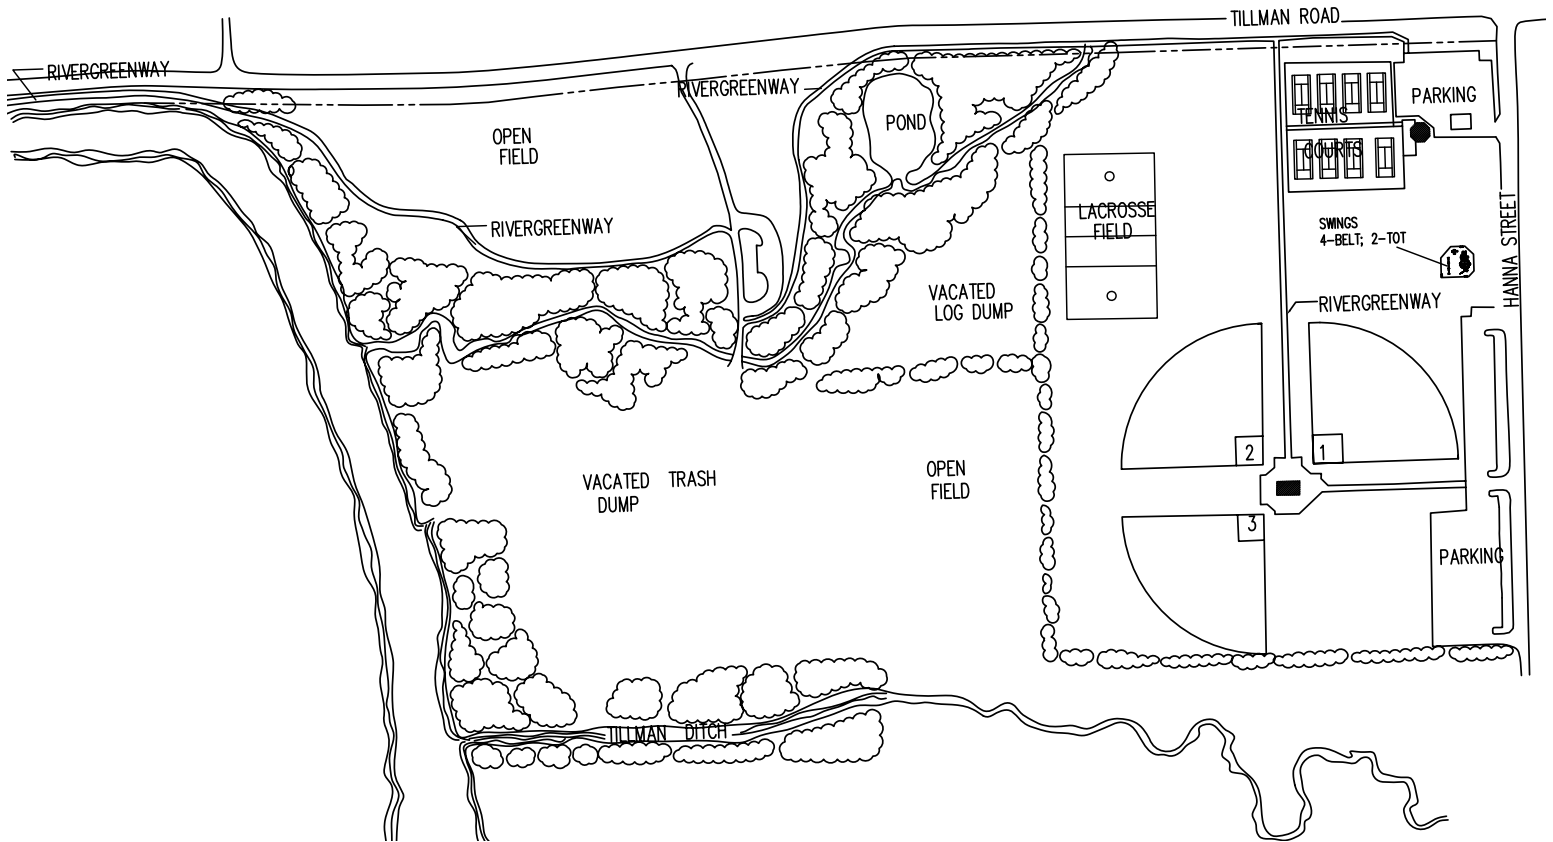 TILLMAN ROAD
RIVERGREENWAY
RIVERGREENWAY
PARKING
TENNIS
COURTS
POND
OPEN
FIELD
HANNA STREET
LACROSSE
FIELD
SWINGS
4-BELT; 2-TOT
RIVERGREENWAY
VACATED
LOG DUMP
RIVERGREENWAY
2
1
OPEN
FIELD
VACATED TRASH
DUMP
3
PARKING
TILLMAN DITCH